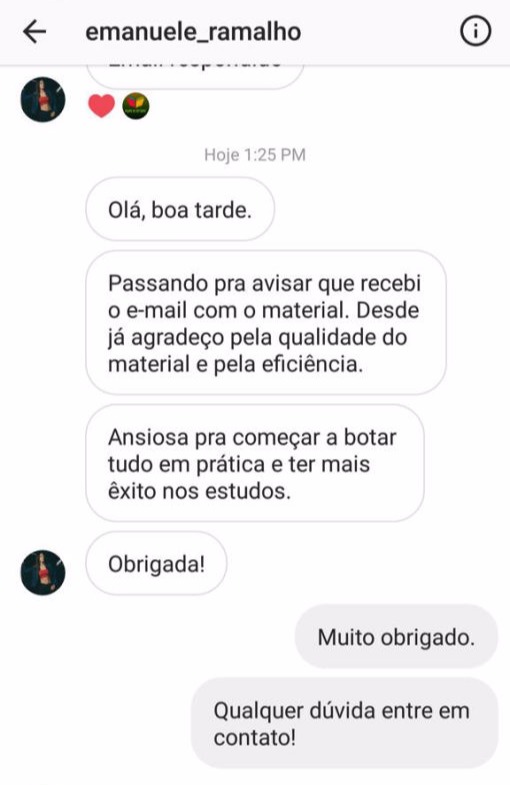 emanuele_ramalho
Email respondido
Hoje 1:25 PM
Olá, boa tarde.
Passando pra avisar que recebi
o e-mail com o material. Desde
já agradeço pela qualidade do
material e pela eficiência.
Ansiosa pra começar a botar
tudo em prática e ter mais
êxito nos estudos.
Obrigada!
Muito obrigado.
Qualquer dúvida entre em
contato!